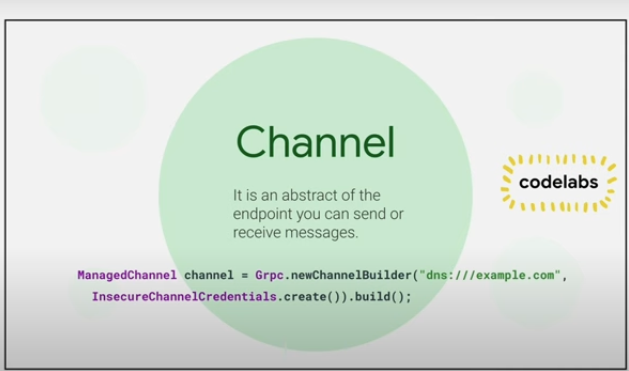 Channel
It is an abstract of the
endpoint you can send or
receive messages.
codelabs
ManagedChannel channel = Grpc.newChannelBuilder("dns:///example.com",
InsecureChannelCredentials.create()).build();